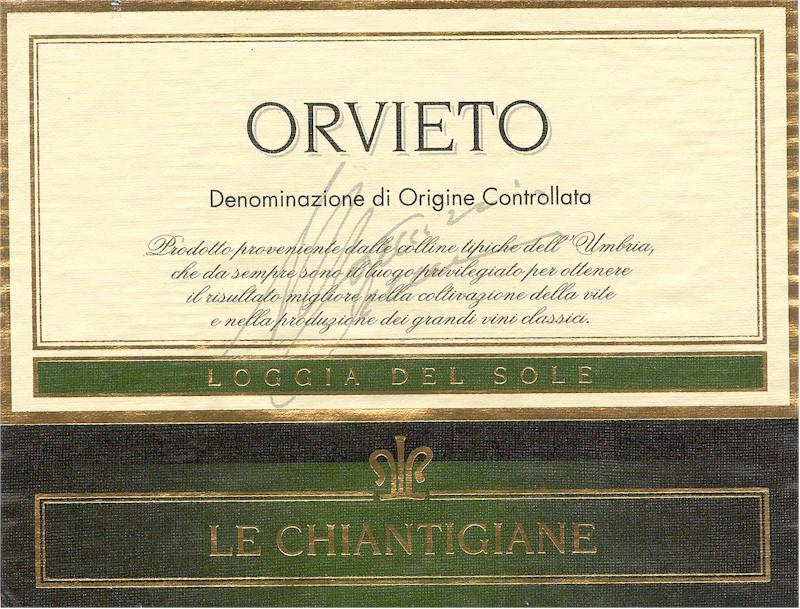 ORVIETO
Denominazione di Origine Controllata
Prodotto proveniente dalle colline tipiche dell'Umbria,
che da sempre sono il luogo privilegiato per ottenere
il risultato migliore nella coltivazione della vite
e nella produzione dei grandi vini classici.
LOGGIA DEL SOLE
LE CHIANTIGIANE